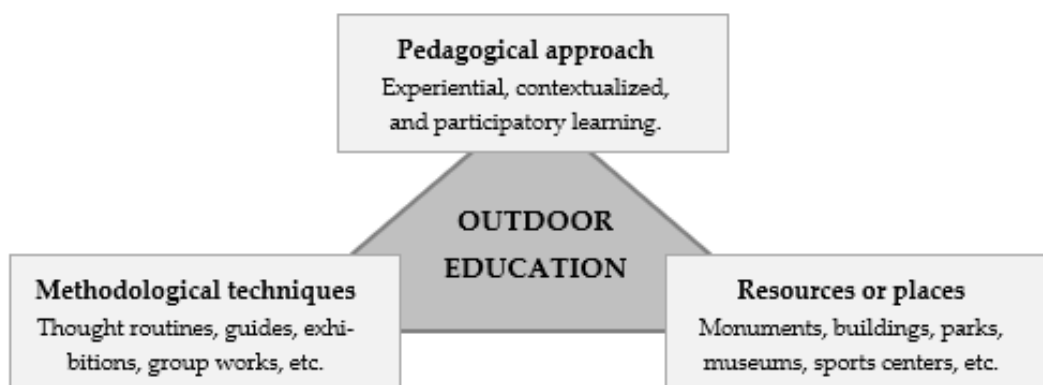 Pedagogical approach
Experiential, contextualized,
and participatory learning.
OUTDOOR
EDUCATION
Methodological techniques
Thought routines, guides, exhi-
bitions, group works, etc.
Resources or places
Monuments, buildings, parks,
museums, sports centers, etc.